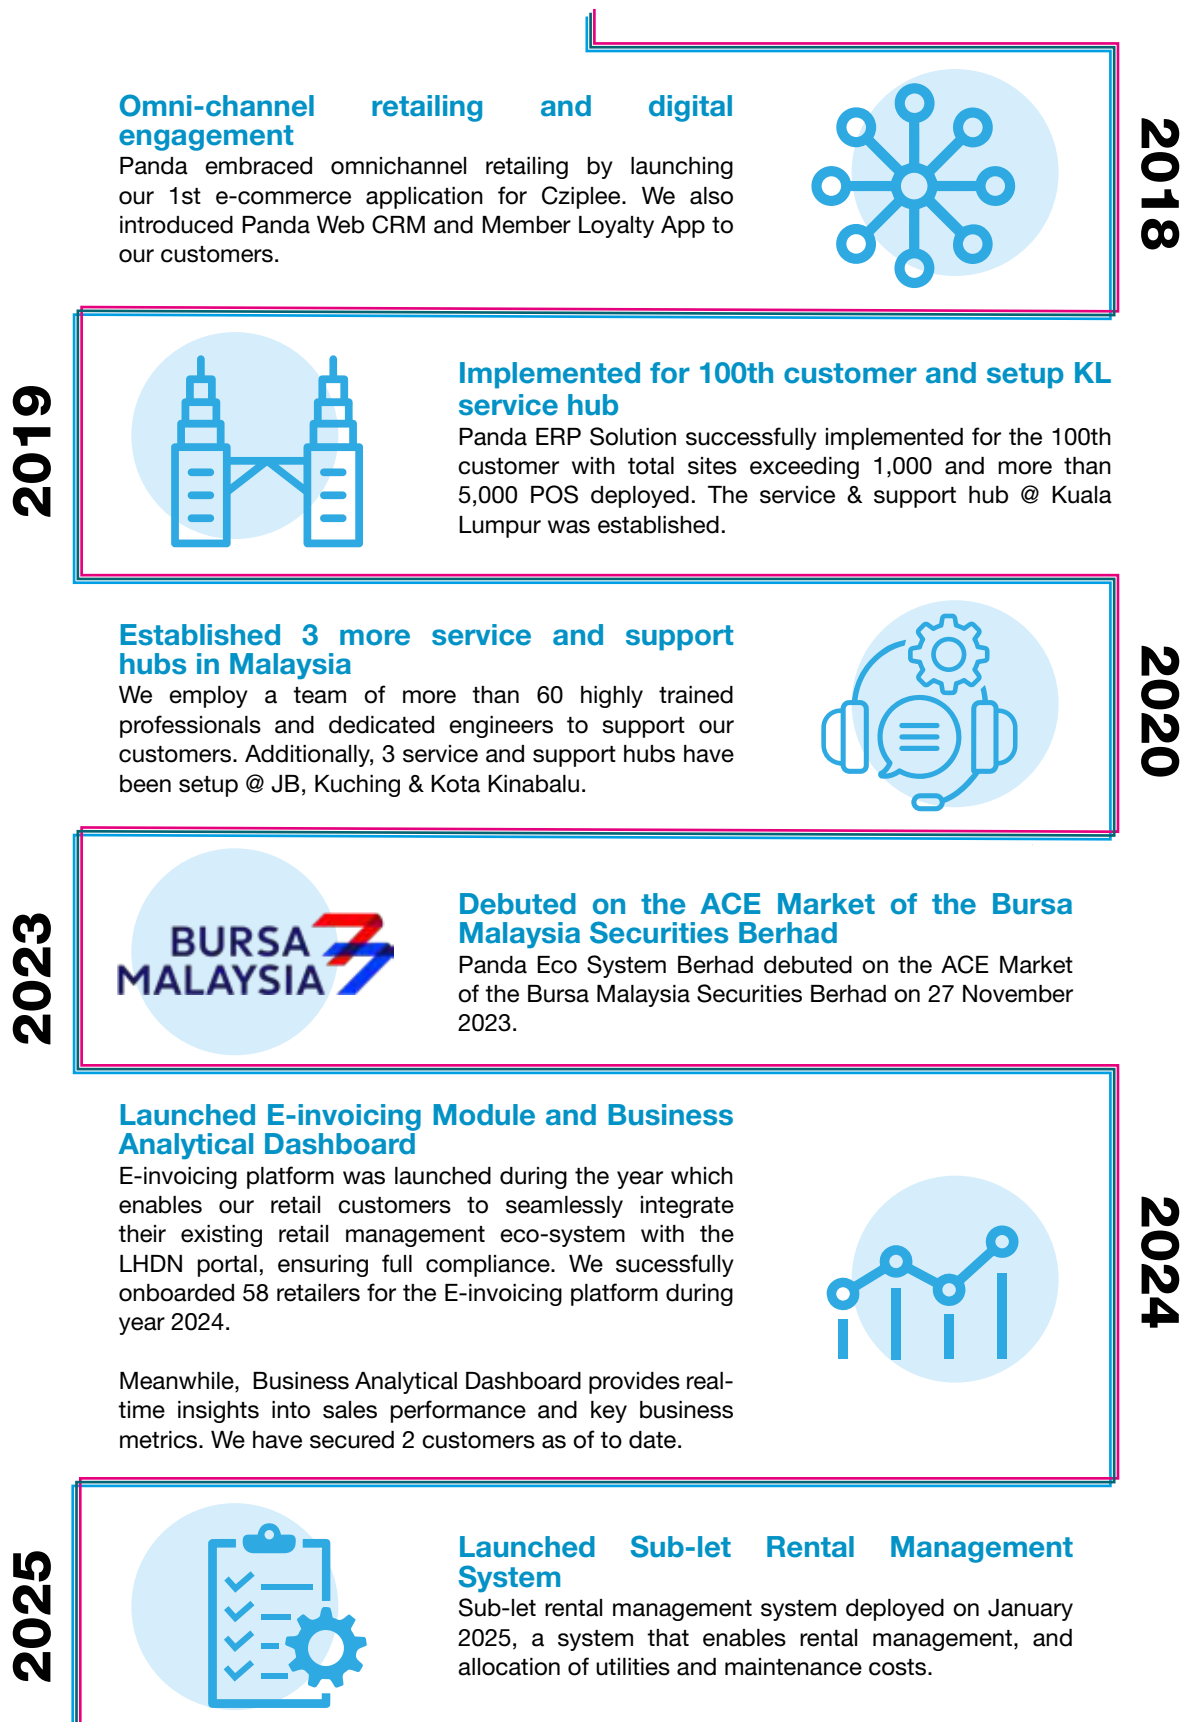 Omni-channel retailing and digital
engagement
Panda embraced omnichannel retailing by launching
our 1st e-commerce application for Cziplee. We also
introduced Panda Web CRM and Member Loyalty App to
our customers.
2018
2019
Implemented for 100th customer and setup KL
service hub
Panda ERP Solution successfully implemented for the 100th
customer with total sites exceeding 1,000 and more than
5,000 POS deployed. The service & support hub @ Kuala
Lumpur was established.
Established 3 more service and support
hubs in Malaysia
We employ a team of more than 60 highly trained
professionals and dedicated engineers to support our
customers. Additionally, 3 service and support hubs have
been setup @ JB, Kuching & Kota Kinabalu.
2020
2023
BURSA
MALAYSIA
Debuted on the ACE Market of the Bursa
Malaysia Securities Berhad
Panda Eco System Berhad debuted on the ACE Market
of the Bursa Malaysia Securities Berhad on 27 November
2023.
Launched E-invoicing Module and Business
Analytical Dashboard
E-invoicing platform was launched during the year which
enables our retail customers to seamlessly integrate
their existing retail management eco-system with the
LHDN portal, ensuring full compliance. We sucessfully
onboarded 58 retailers for the E-invoicing platform during
year 2024.
Meanwhile, Business Analytical Dashboard provides real-
time insights into sales performance and key business
metrics. We have secured 2 customers as of to date.
2024
2025
Launched Sub-let Rental Management
System
Sub-let rental management system deployed on January
2025, a system that enables rental management, and
allocation of utilities and maintenance costs.